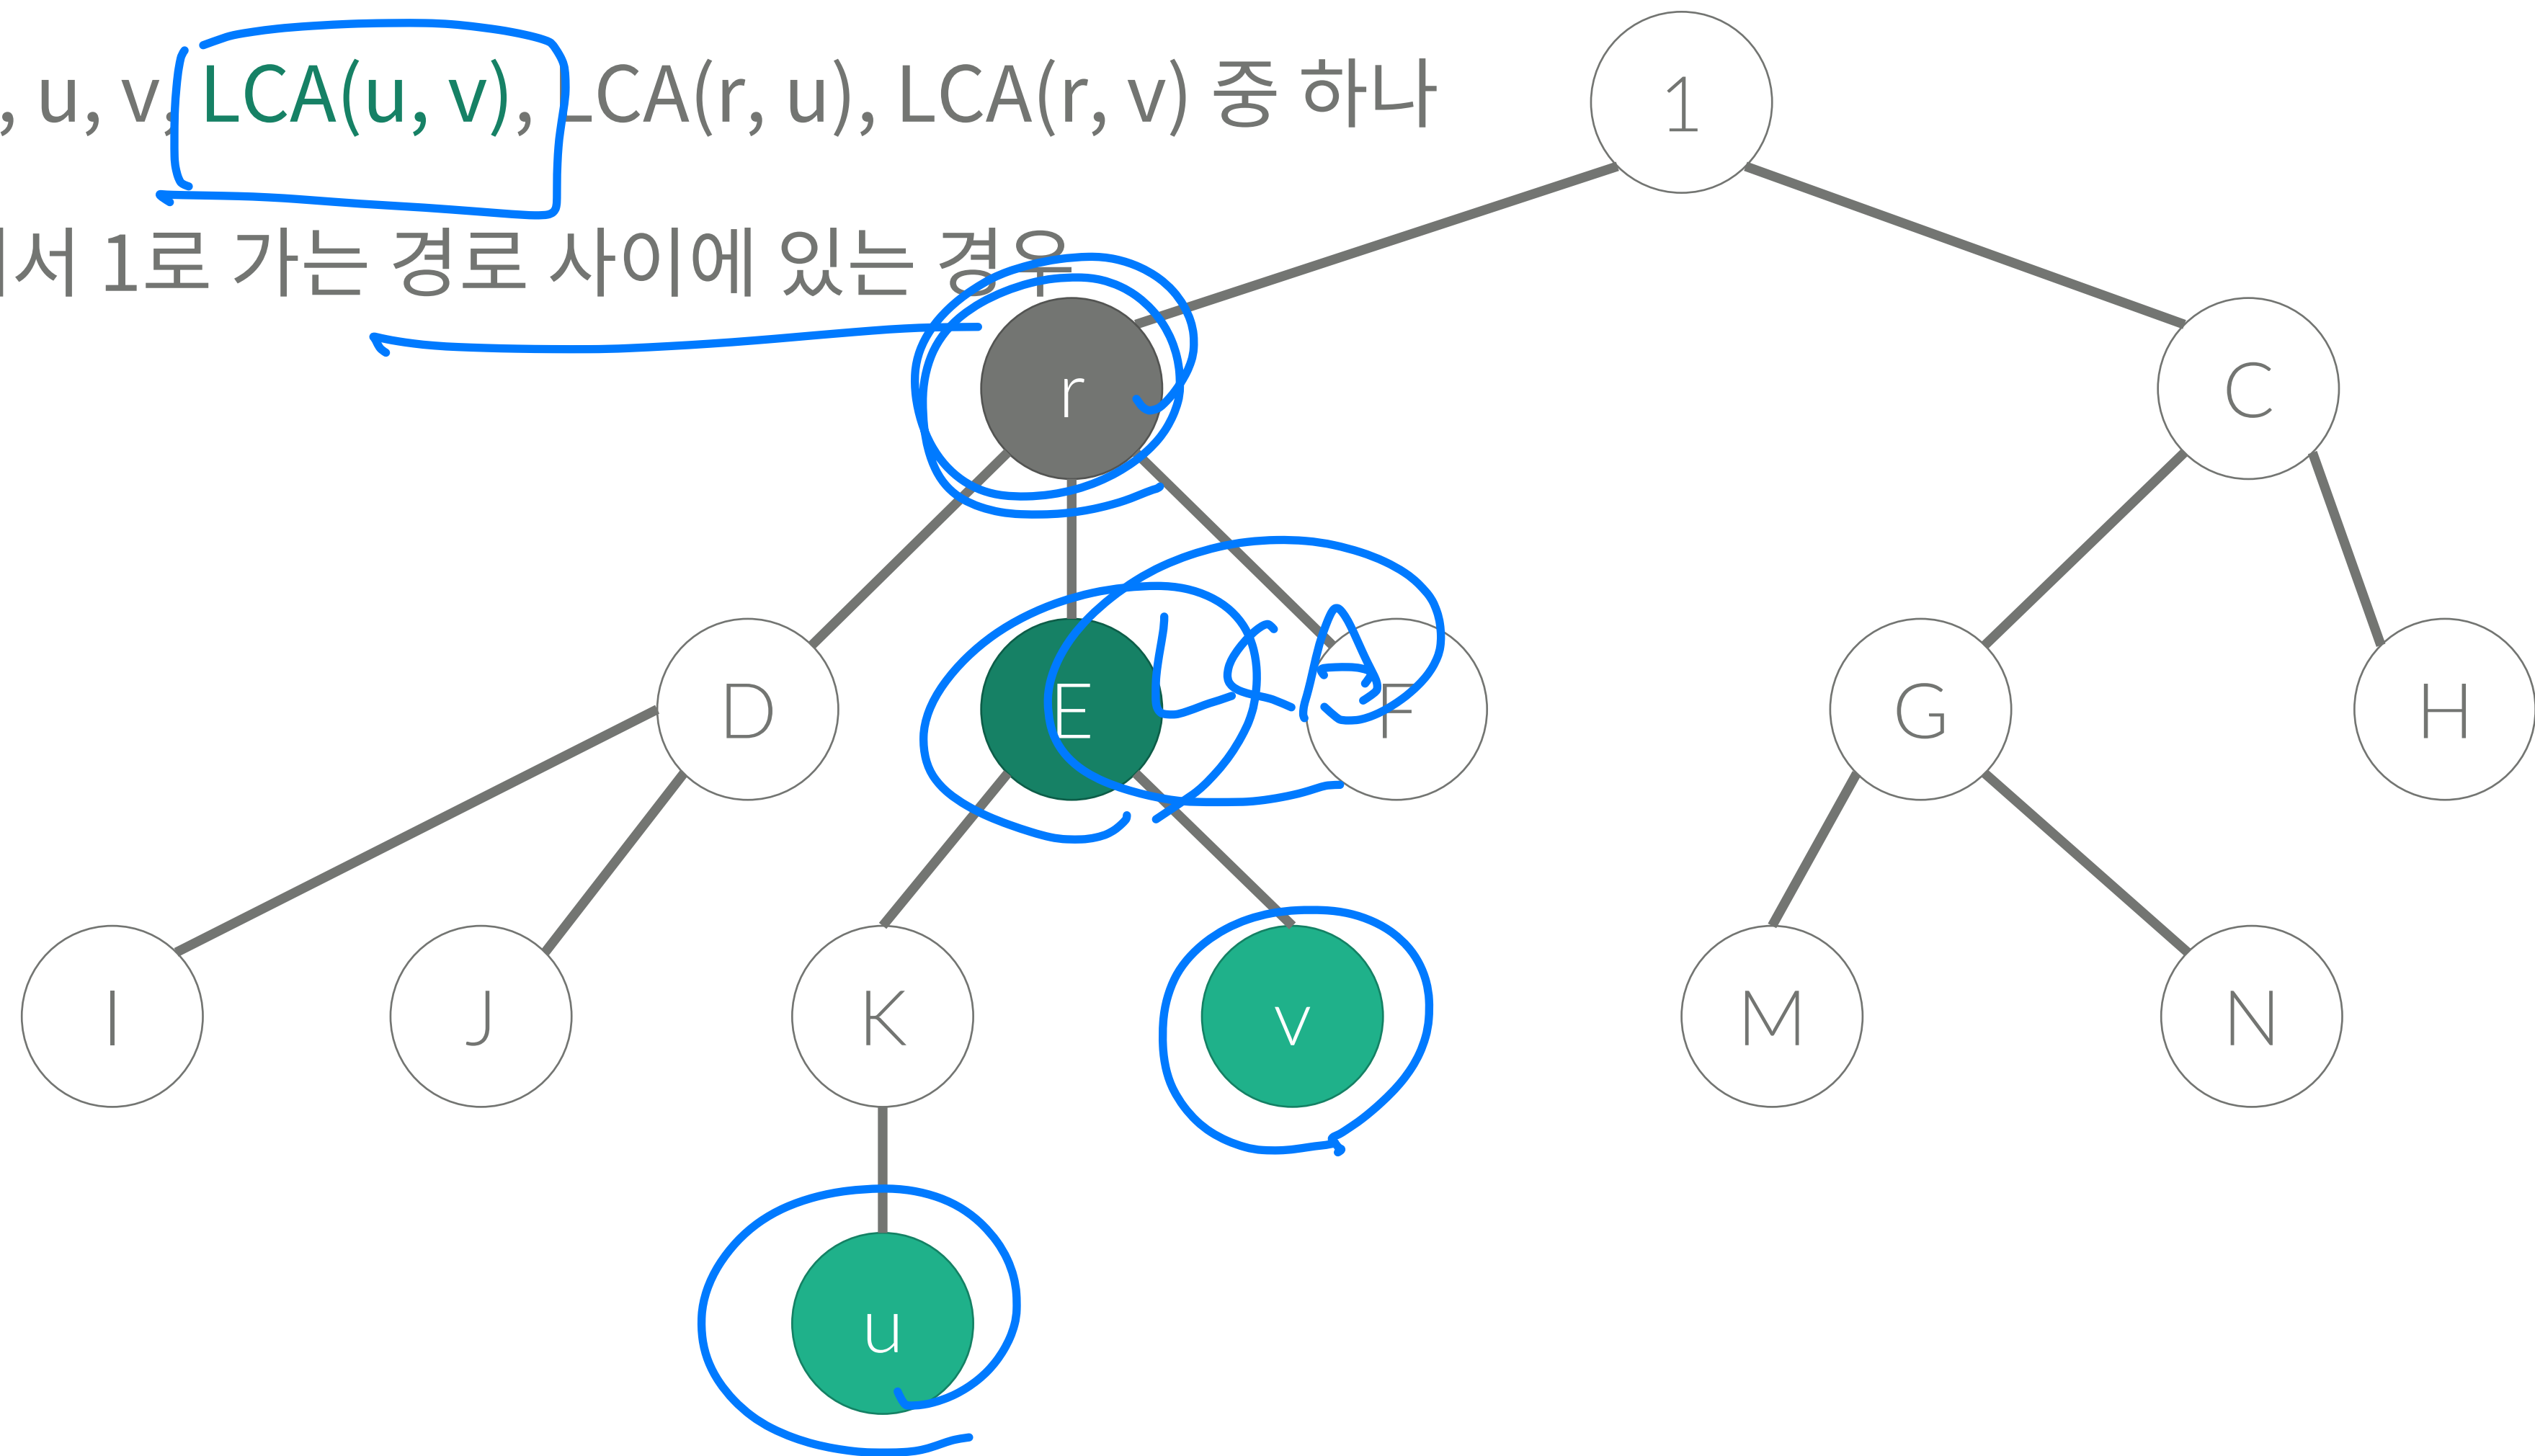 , u, v, LCA(u, v), LCA(r, u), LCA(r, v) 중 하나
서 1로 가는 경로 사이에 있는 경우
1
r
C
LCA
D
E
F
G
H
I
J
K
v
M
N
u